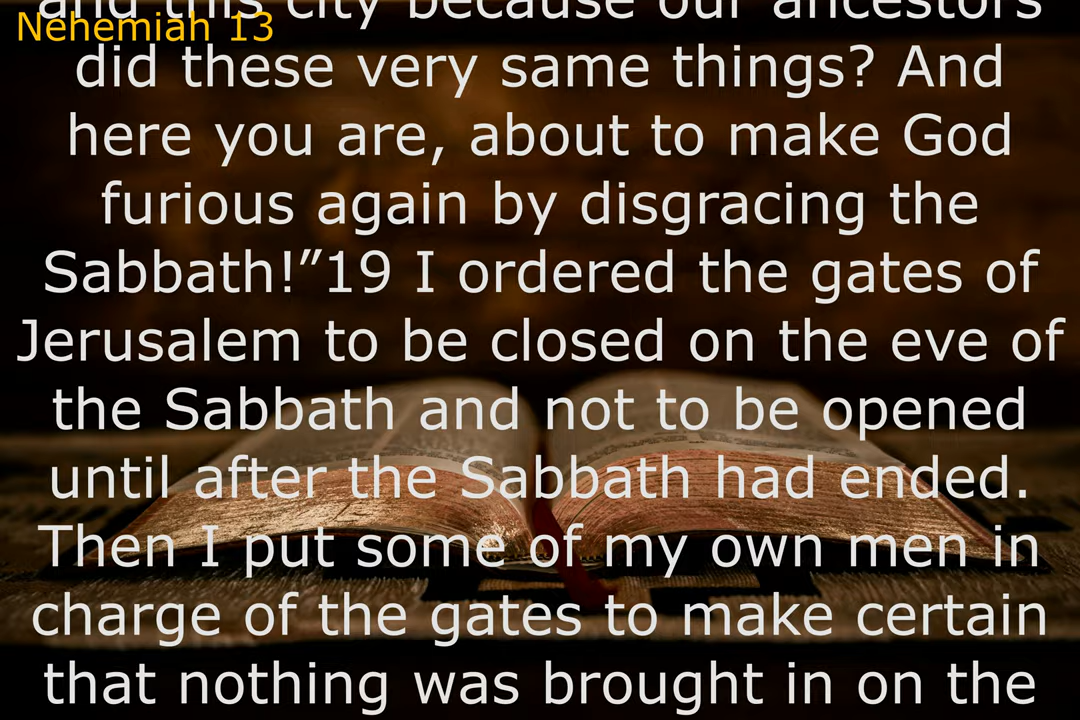 and this city because our ancestors
Nehemiah 13
did these very same things? And
here you are, about to make God
furious again by disgracing the
Sabbath!”19 I ordered the gates of
Jerusalem to be closed on the eve of
the Sabbath and not to be opened
until after the Sabbath had ended.
Then I put some of my own men in
charge of the gates to make certain
that nothing was brought in on the